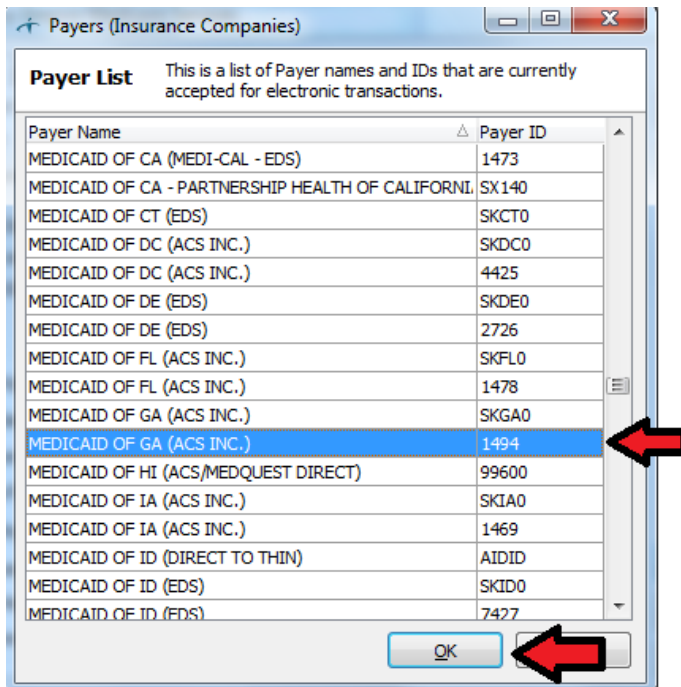 Payers (Insurance Companies)
Payer List
This is a list of Payer names and IDs that are currently
accepted for electronic transactions.
Payer Name Payer ID
MEDICAID OF CA (MEDI-CAL - EDS) 1473
MEDICAID OF CA - PARTNERSHIP HEALTH OF CALIFORNI SX140
MEDICAID OF CT (EDS) SKCT0
MEDICAID OF DC (ACS INC.) SKDC0
MEDICAID OF DC (ACS INC.) 4425
MEDICAID OF DE (EDS) SKDE0
MEDICAID OF DE (EDS) 2726
MEDICAID OF FL (ACS INC.) SKFL0
MEDICAID OF FL (ACS INC.) 1478
MEDICAID OF GA (ACS INC.) SKGA0
MEDICAID OF GA (ACS INC.) 1494
MEDICAID OF HI (ACS/MEDQUEST DIRECT) 99600
MEDICAID OF IA (ACS INC.) SKIA0
MEDICAID OF IA (ACS INC.) 1469
MEDICAID OF ID (DIRECT TO THIN) AIDID
MEDICAID OF ID (EDS) SKID0
MEDICAID OF ID (EDS) 7427
OK